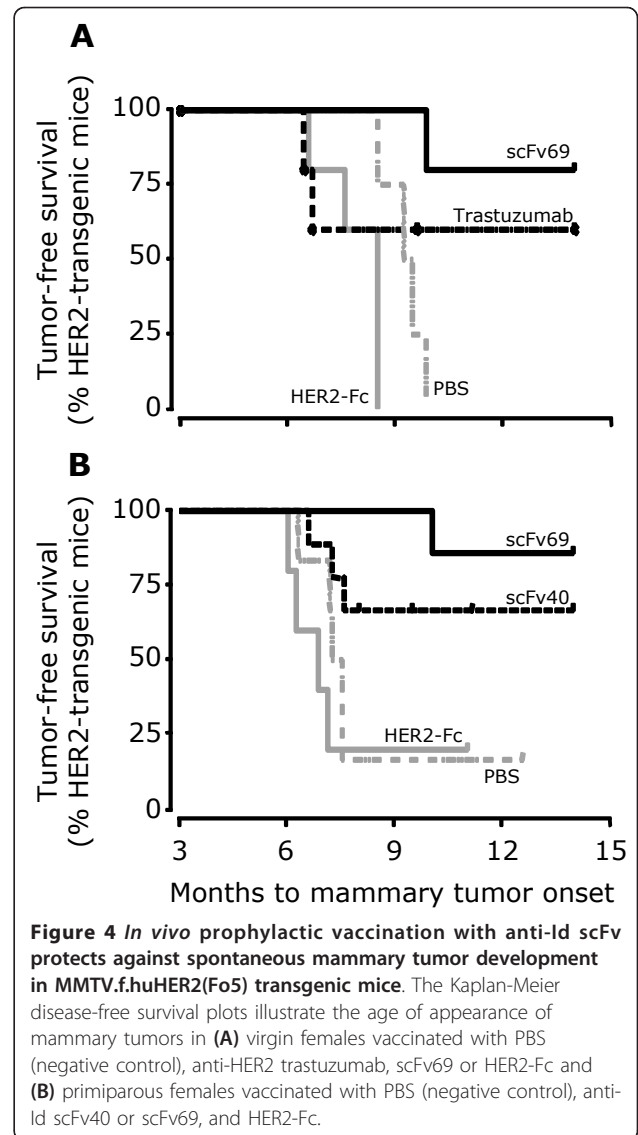 A
Tumor-free survival
(% HER2-transgenic mice)
100
75
50
25
0
scFv69
Trastuzumab
HER2-Fc
PBS
B
Tumor-free survival
(% HER2-transgenic mice)
100
75
50
25
0
scFv69
scFv40
HER2-Fc
PBS
3 6 9 12 15
Months to mammary tumor onset
Figure 4 In vivo prophylactic vaccination with anti-Id scFv
protects against spontaneous mammary tumor development
in MMTV.f.huHER2(Fo5) transgenic mice. The Kaplan-Meier
disease-free survival plots illustrate the age of appearance of
mammary tumors in (A) virgin females vaccinated with PBS
(negative control), anti-HER2 trastuzumab, scFv69 or HER2-Fc and
(B) primiparous females vaccinated with PBS (negative control), anti-
Id scFv40 or scFv69, and HER2-Fc.